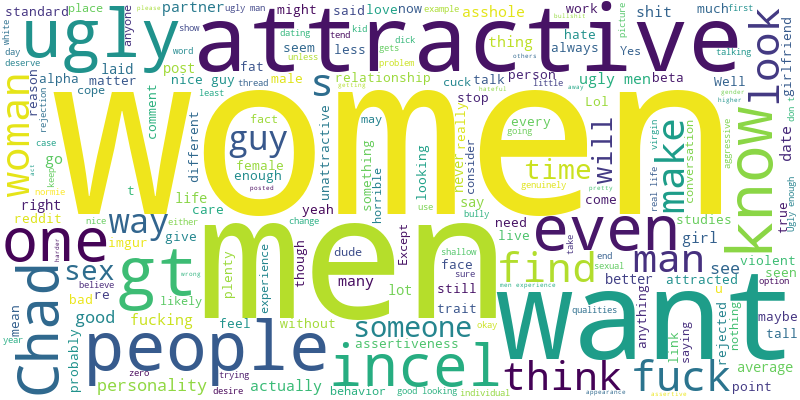 women
attractive
want
men
ugly
people
know
incel
even
one
gt
Chad
find
man
fuck
think
look
make
guy
will
someone
time
way
sex
woman
s
standard
place
anyone
day
white
deserve
show
word
alpha
matter
cope
laid
fat
nice guy
post
partner
might
said
love
now
example
tend
unless
dating
kid
first
gets
problem
picture
please
bullshit
others
dick
seem
less
relationship
cuck
talk
asshole
thing
hate
always
work
shit
much
Yes
talking
person
little
ugly men
beta
Well
gender
higher
away
don t
girlfriend
date
reason
rejection
comment
least
thread
male
fact
may
stop
Lol
getting
hateful
virgin
aggressive
ugly man
case
keep
act
go
normie
t
different
female
enough
posted
unattractive
something
horrible
looking
consider
use
bully
never
really
every
going
genuinely
pretty
say
come
conversation
real life
studies
true
Ugly enough
right
reddit
nice
life
care
yeah
either
change
give
imgur
need
live
girl
take
harder
believe
wrong
re
good
bad
fucking
likely
mean
year
probably
personality
actually
plenty
experience
feel
without
zero
trying
desire
though
many
dude
face
still
lot
trait
sure
Except
shallow
okay
assertiveness
behavior
good looking
individual
men experience
qualities
end
sexual
better
attracted
see
seen
violent
u
anything
saying
rejected
link
nothing
maybe
tall
option
average
point
appearance
assertive